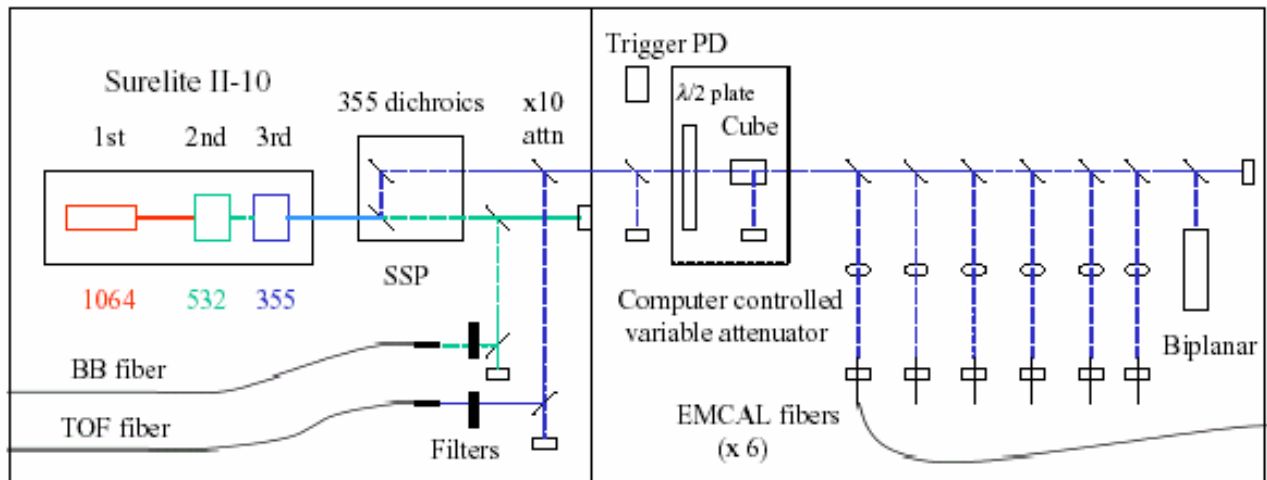 Surelite II-10
1st 2nd 3rd
1064 532 355
355 dichroics
SSP
x10
attn
BB fiber
TOF fiber
Filters
Trigger PD
λ/2 plate
Cube
Computer controlled
variable attenuator
EMCAL fibers
(x 6)
Biplanar